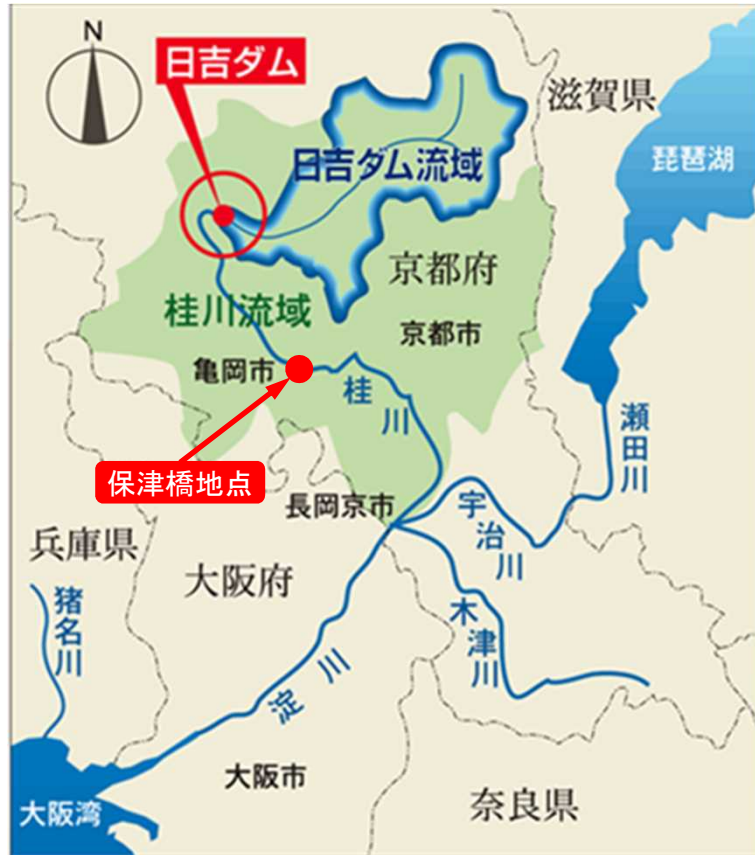 N
日吉ダム
滋賀県
琵琶湖
日吉ダム流域
京都府
桂川流域
京都市
亀岡市
桂川
瀬田川
保津橋地点
長岡京市
宇治川
兵庫県
大阪府
猪名川
木津川
淀川
大阪市
奈良県
大阪湾